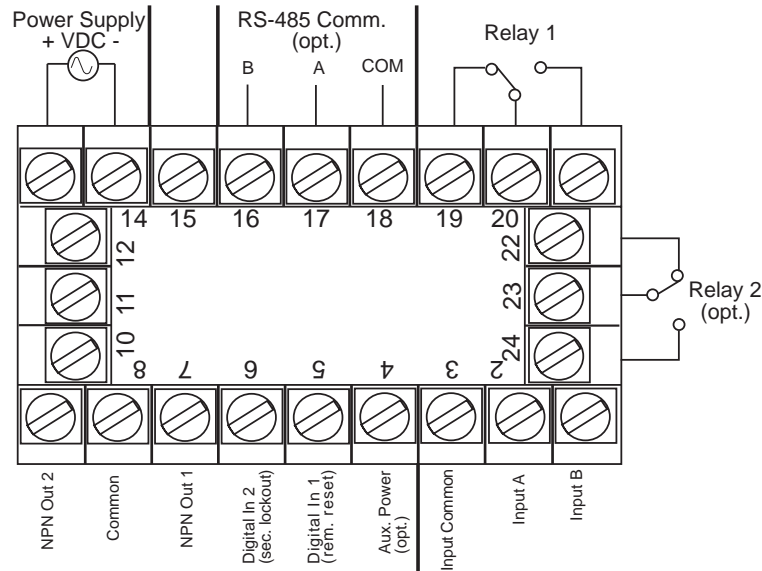 Power Supply
+ VDC -
RS-485 Comm.
(opt.)
B
A
COM
Relay 1
14
15
16
17
18
19
20
12
11
10
22
23
24
Relay 2
(opt.)
8
7
6
5
4
3
2
NPN Out 2
Common
NPN Out 1
Digital In 2
(sec. lockout)
Digital In 1
(rem. reset)
Aux. Power
(opt.)
Input Common
Input A
Input B